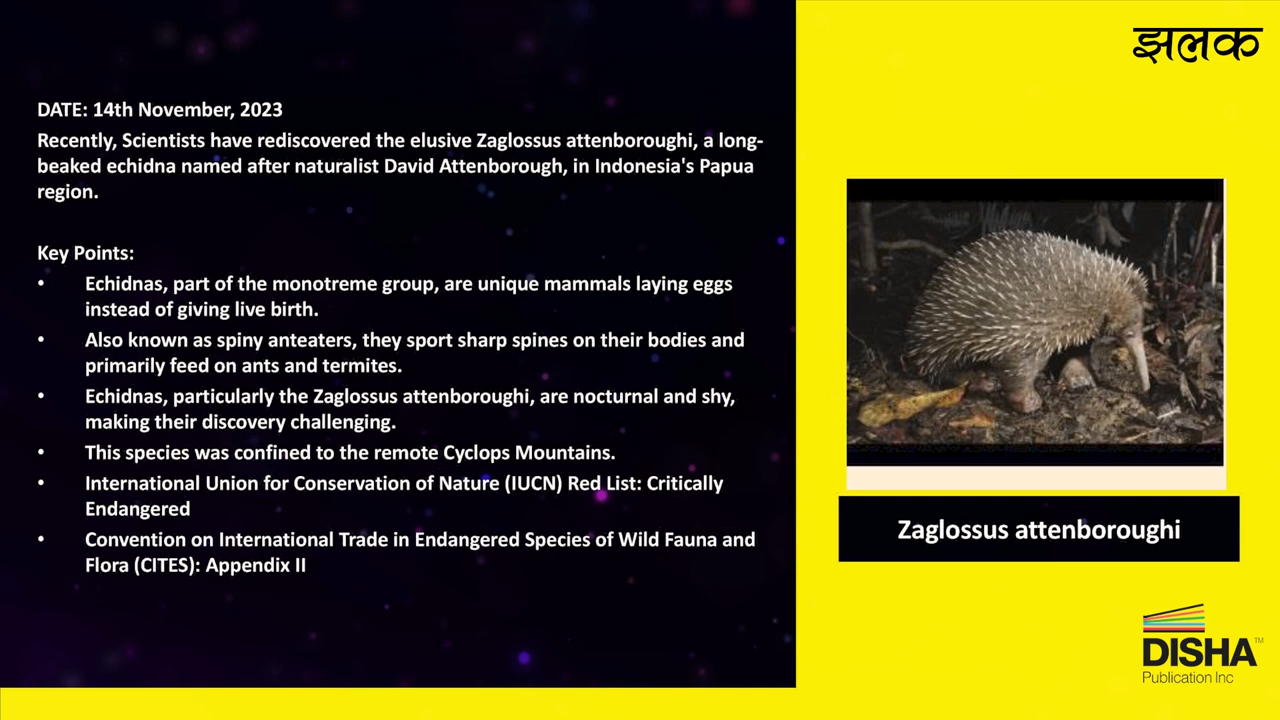 झलक
DATE: 14th November, 2023
Recently, Scientists have rediscovered the elusive Zaglossus attenboroughi, a long-
beaked echidna named after naturalist David Attenborough, in Indonesia's Papua
region.
Key Points:
• Echidnas, part of the monotreme group, are unique mammals laying eggs
instead of giving live birth.
• Also known as spiny anteaters, they sport sharp spines on their bodies and
primarily feed on ants and termites.
• Echidnas, particularly the Zaglossus attenboroughi, are nocturnal and shy,
making their discovery challenging.
• This species was confined to the remote Cyclops Mountains.
• International Union for Conservation of Nature (IUCN) Red List: Critically
Endangered
• Convention on International Trade in Endangered Species of Wild Fauna and
Flora (CITES): Appendix II
Zaglossus attenboroughi
DISHA™
Publication Inc